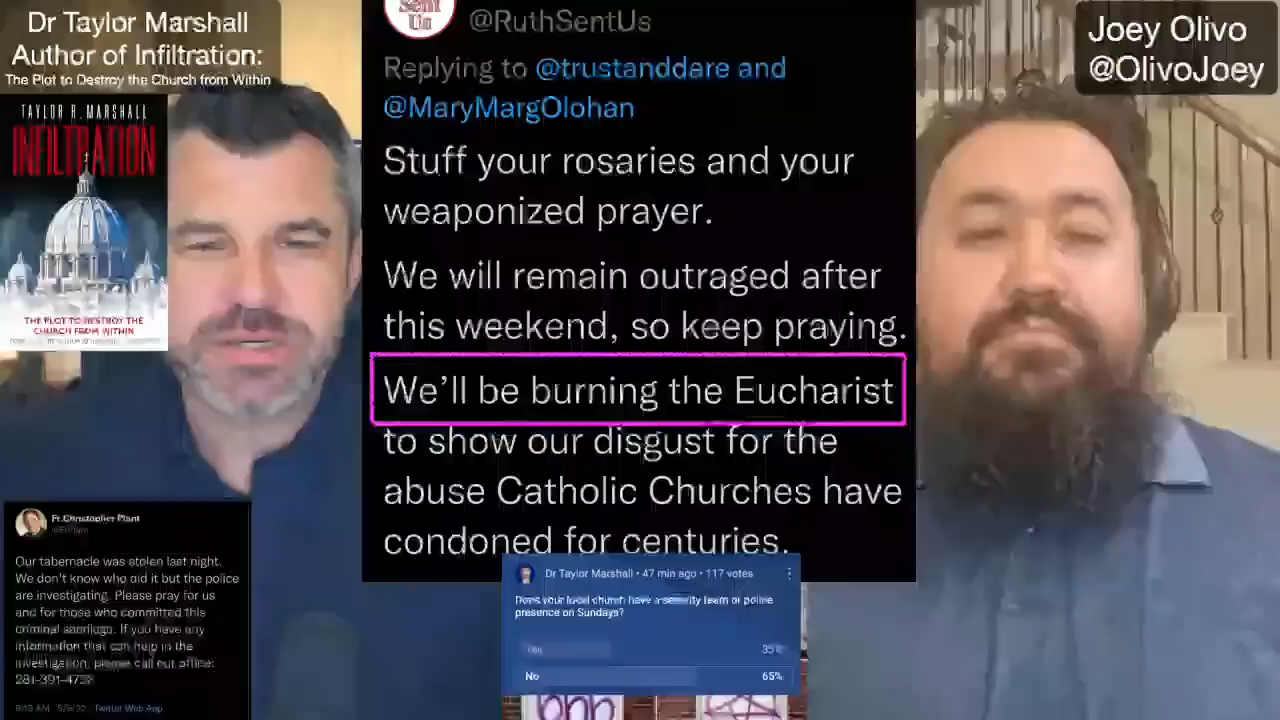 Dr Taylor Marshall
Author of Infiltration:
The Plot to Destroy the Church from Within
TAYLOR R. MARSHALL
INFILTRATION
THE PLOT TO DESTROY THE
CHURCH FROM WITHIN
Sent
Us
@RuthSentUs
Replying to @trustanddare and
@MaryMargOlohan
Stuff your rosaries and your
weaponized prayer.
We will remain outraged after
this weekend, so keep praying.
We'll be burning the Eucharist
to show our disgust for the
abuse Catholic Churches have
condoned for centuries.
Joey Olivo
@OlivoJoey
Fr. Christopher Plant
Our tabernacle was stolen last night.
We don't know who did it but the police
are investigating. Please pray for us
and for those who committed this
criminal sacrilege. If you have any
information that can help in the
investigation, please call our office:
Twitter Web App
Dr Taylor Marshall • 47 min ago • 117 votes
Does your local church have a security team or police
presence on Sundays?
Yes 35%
No 65%